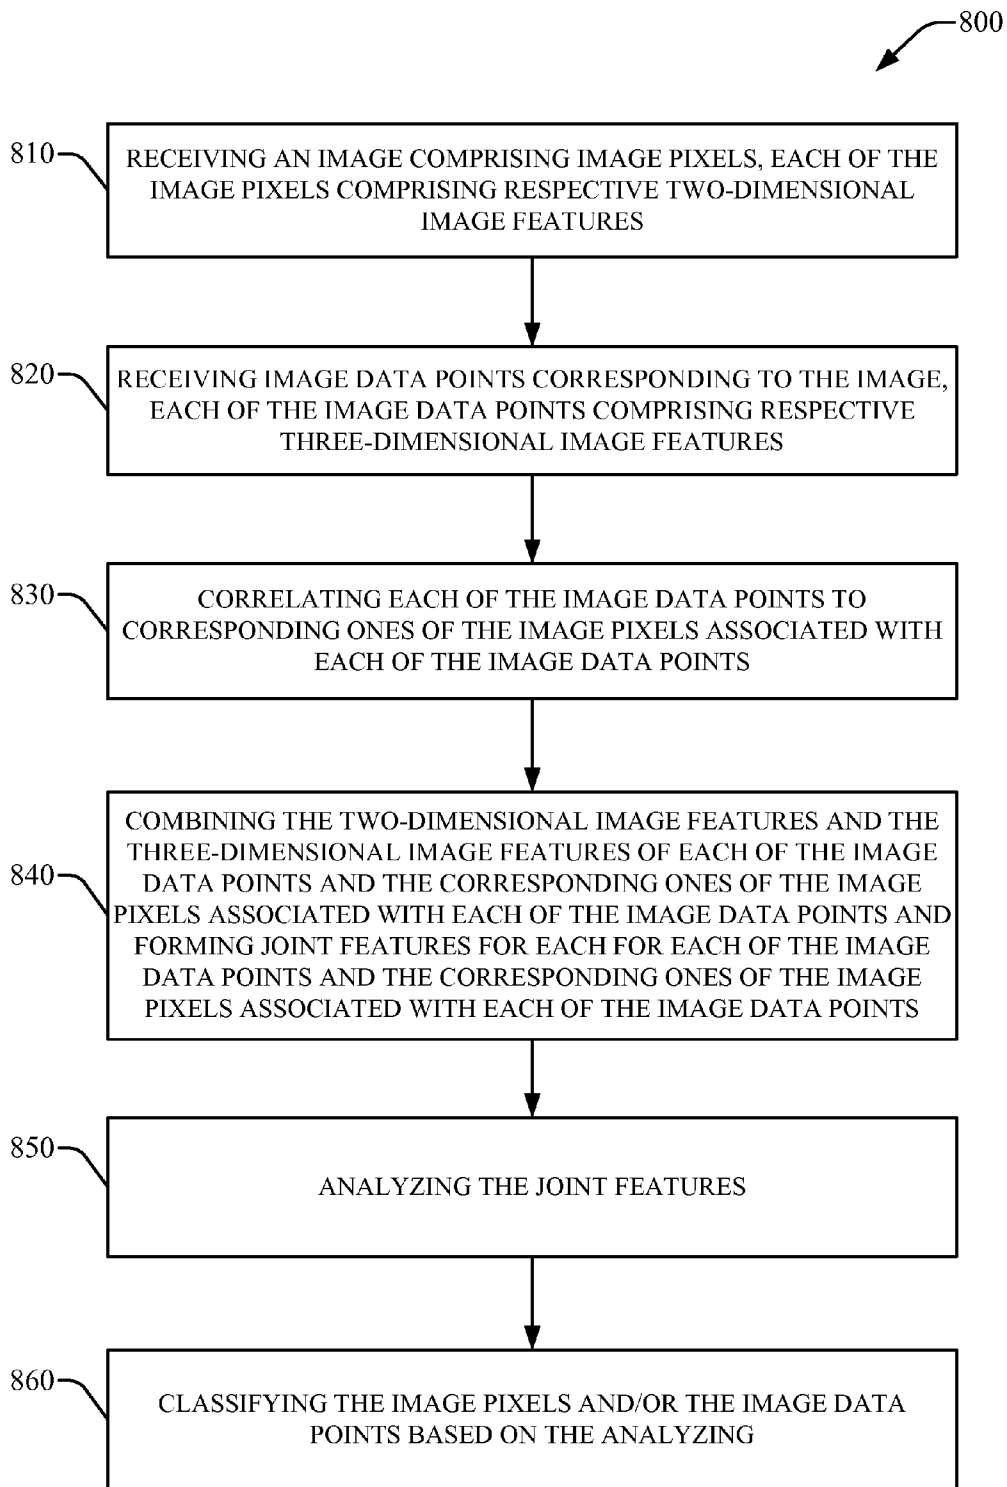 800
810
RECEIVING AN IMAGE COMPRISING IMAGE PIXELS, EACH OF THE
IMAGE PIXELS COMPRISING RESPECTIVE TWO-DIMENSIONAL
IMAGE FEATURES
820
RECEIVING IMAGE DATA POINTS CORRESPONDING TO THE IMAGE,
EACH OF THE IMAGE DATA POINTS COMPRISING RESPECTIVE
THREE-DIMENSIONAL IMAGE FEATURES
830
CORRELATING EACH OF THE IMAGE DATA POINTS TO
CORRESPONDING ONES OF THE IMAGE PIXELS ASSOCIATED WITH
EACH OF THE IMAGE DATA POINTS
840
COMBINING THE TWO-DIMENSIONAL IMAGE FEATURES AND THE
THREE-DIMENSIONAL IMAGE FEATURES OF EACH OF THE IMAGE
DATA POINTS AND THE CORRESPONDING ONES OF THE IMAGE
PIXELS ASSOCIATED WITH EACH OF THE IMAGE DATA POINTS AND
FORMING JOINT FEATURES FOR EACH FOR EACH OF THE IMAGE
DATA POINTS AND THE CORRESPONDING ONES OF THE IMAGE
PIXELS ASSOCIATED WITH EACH OF THE IMAGE DATA POINTS
850
ANALYZING THE JOINT FEATURES
860
CLASSIFYING THE IMAGE PIXELS AND/OR THE IMAGE DATA
POINTS BASED ON THE ANALYZING